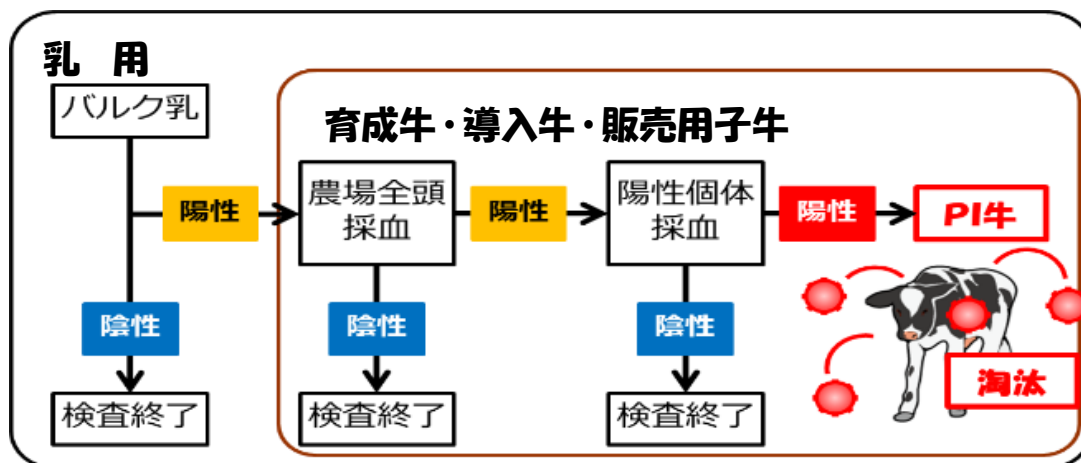 乳　用
バルク乳
育成牛・導入牛・販売用子牛
陽性
農場全頭
採血
陽性
陽性個体
採血
陽性
PI牛
陰性
陰性
陰性
淘汰
検査終了
検査終了
検査終了